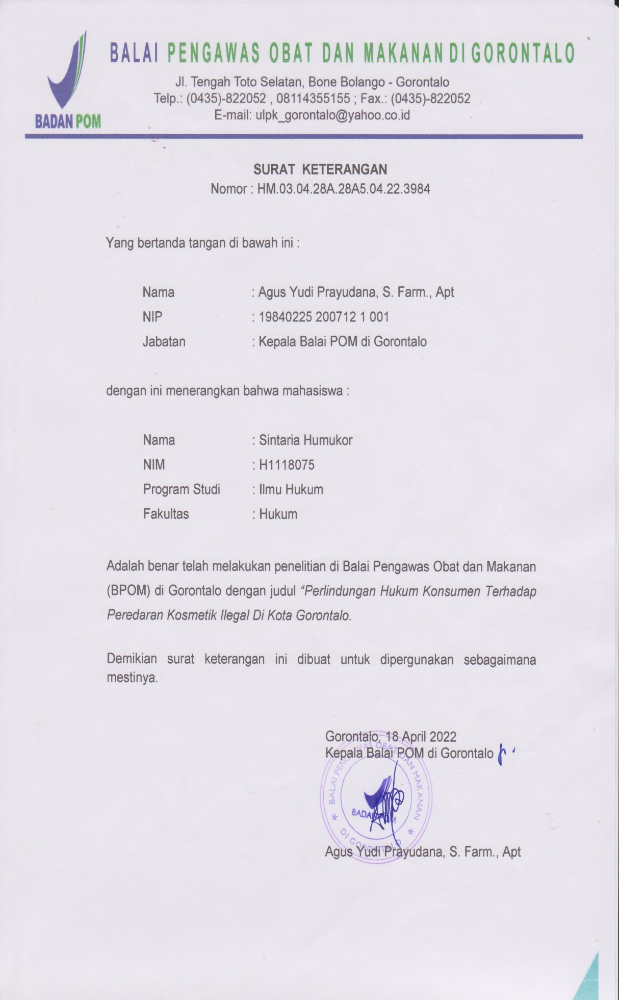 BALAI PENGAWAS OBAT DAN MAKANAN DI GORONTALO
Jl. Tengah Toto Selatan, Bone Bolango - Gorontalo
Telp.: (0435)-822052 , 08114355155 ; Fax.: (0435)-822052
E-mail: ulpk_gorontalo@yahoo.co.id
BADAN POM
SURAT KETERANGAN
Nomor : HM.03.04.28A.28A5.04.22.3984
Yang bertanda tangan di bawah ini :
Nama : Agus Yudi Prayudana, S. Farm., Apt
NIP : 19840225 200712 1 001
Jabatan : Kepala Balai POM di Gorontalo
dengan ini menerangkan bahwa mahasiswa :
Nama : Sintaria Humukor
NIM : H1118075
Program Studi : Ilmu Hukum
Fakultas : Hukum
Adalah benar telah melakukan penelitian di Balai Pengawas Obat dan Makanan
(BPOM) di Gorontalo dengan judul “Perlindungan Hukum Konsumen Terhadap
Peredaran Kosmetik Ilegal Di Kota Gorontalo.
Demikian surat keterangan ini dibuat untuk dipergunakan sebagaimana
mestinya.
Gorontalo, 18 April 2022
Kepala Balai POM di Gorontalo
BALAI PENGAWAS OBAT DAN MAKANAN
BADAN POM
DI GORONTALO
Agus Yudi Prayudana, S. Farm., Apt